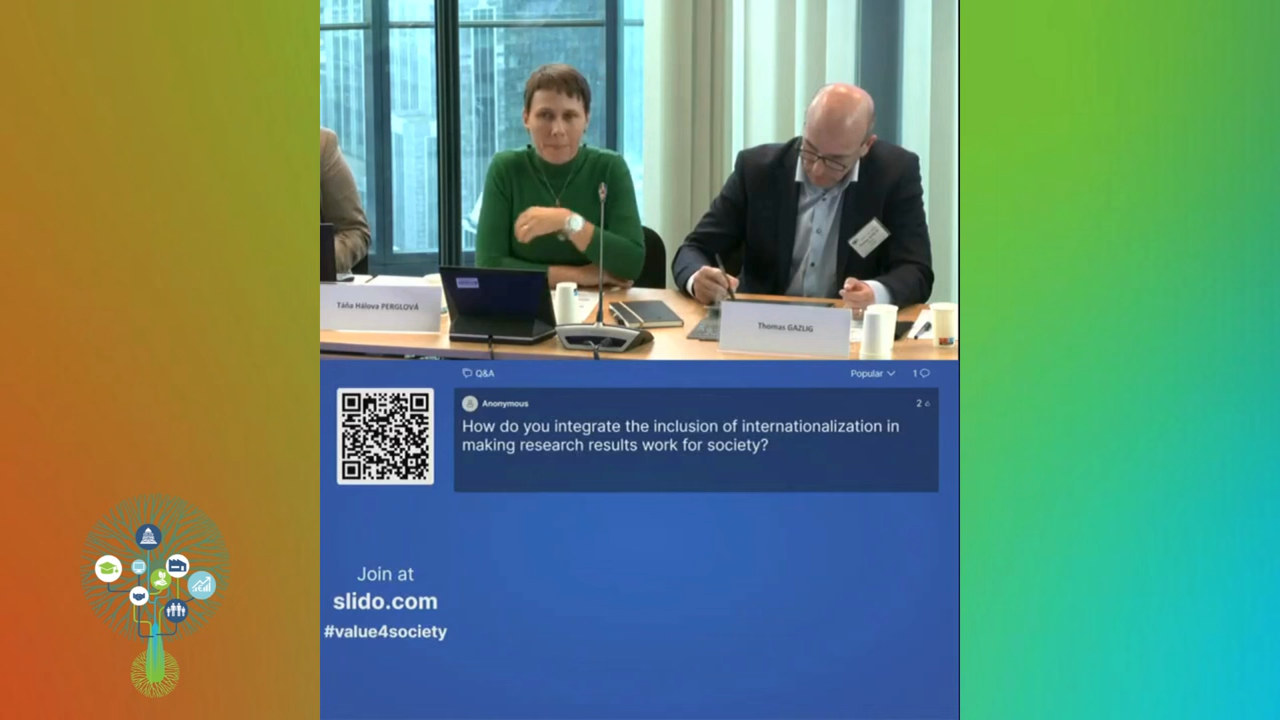 Táňa Hálova PERGLOVÁ
Thomas GAZLIG
Q&A
Popular
1
Anonymous
2
How do you integrate the inclusion of internationalization in
making research results work for society?
Join at
slido.com
#value4society